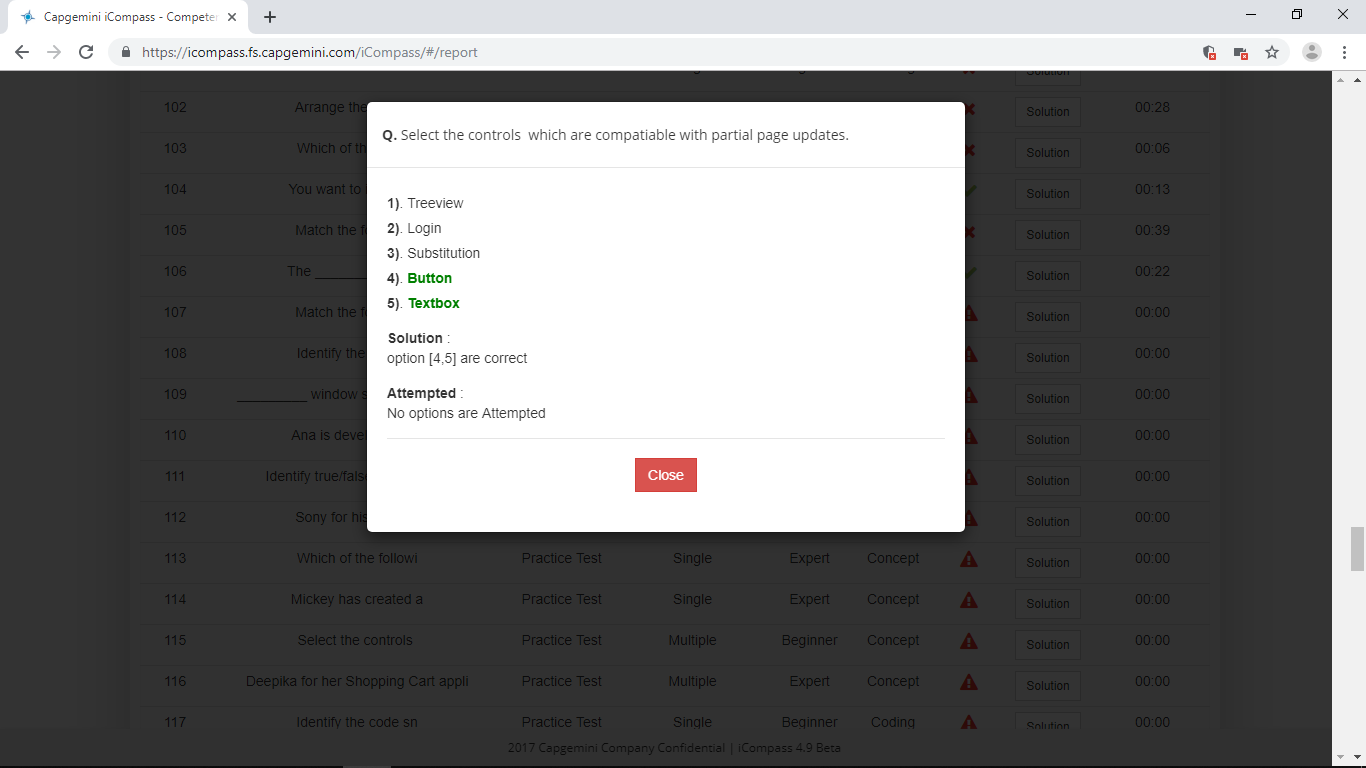 Capgemini iCompass - Competen
https://icompass.fs.capgemini.com/iCompass/#/report
102 Arrange the Solution 00:28
103 Which of th Solution 00:06
104 You want to Solution 00:13
105 Match the f Solution 00:39
106 The __________ Solution 00:22
107 Match the f Solution 00:00
108 Identify the Solution 00:00
109 __________ window s Solution 00:00
110 Ana is devel Solution 00:00
111 Identify true/fals Solution 00:00
112 Sony for his Solution 00:00
Q. Select the controls  which are compatiable with partial page updates.
1). Treeview
2). Login
3). Substitution
4). Button
5). Textbox
Solution :
option [4,5] are correct
Attempted :
No options are Attempted
Close
113 Which of the followi Practice Test Single Expert Concept Solution 00:00
114 Mickey has created a Practice Test Single Expert Concept Solution 00:00
115 Select the controls Practice Test Multiple Beginner Concept Solution 00:00
116 Deepika for her Shopping Cart appli Practice Test Multiple Expert Concept Solution 00:00
117 Identify the code sn Practice Test Single Beginner Coding Solution 00:00
2017 Capgemini Company Confidential | iCompass 4.9 Beta